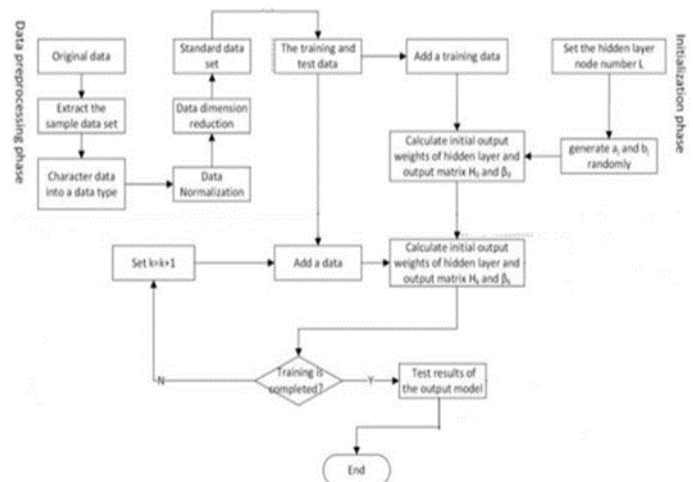 Data preprocessing phase
Original data
Extract the
sample data set
Character data
into a data type
Data
Normalization
Data dimension
reduction
Standard data
set
The training and
test data
Add a training data
Set the hidden layer
node number L
Initialization phase
generate aⱼ and bⱼ
randomly
Calculate initial output
weights of hidden layer and
output matrix H₀ and β₀
Set k=k+1
Add a data
Calculate initial output
weights of hidden layer and
output matrix Hₖ and βₖ
Training is
completed?
N
Y
Test results of
the output model
End